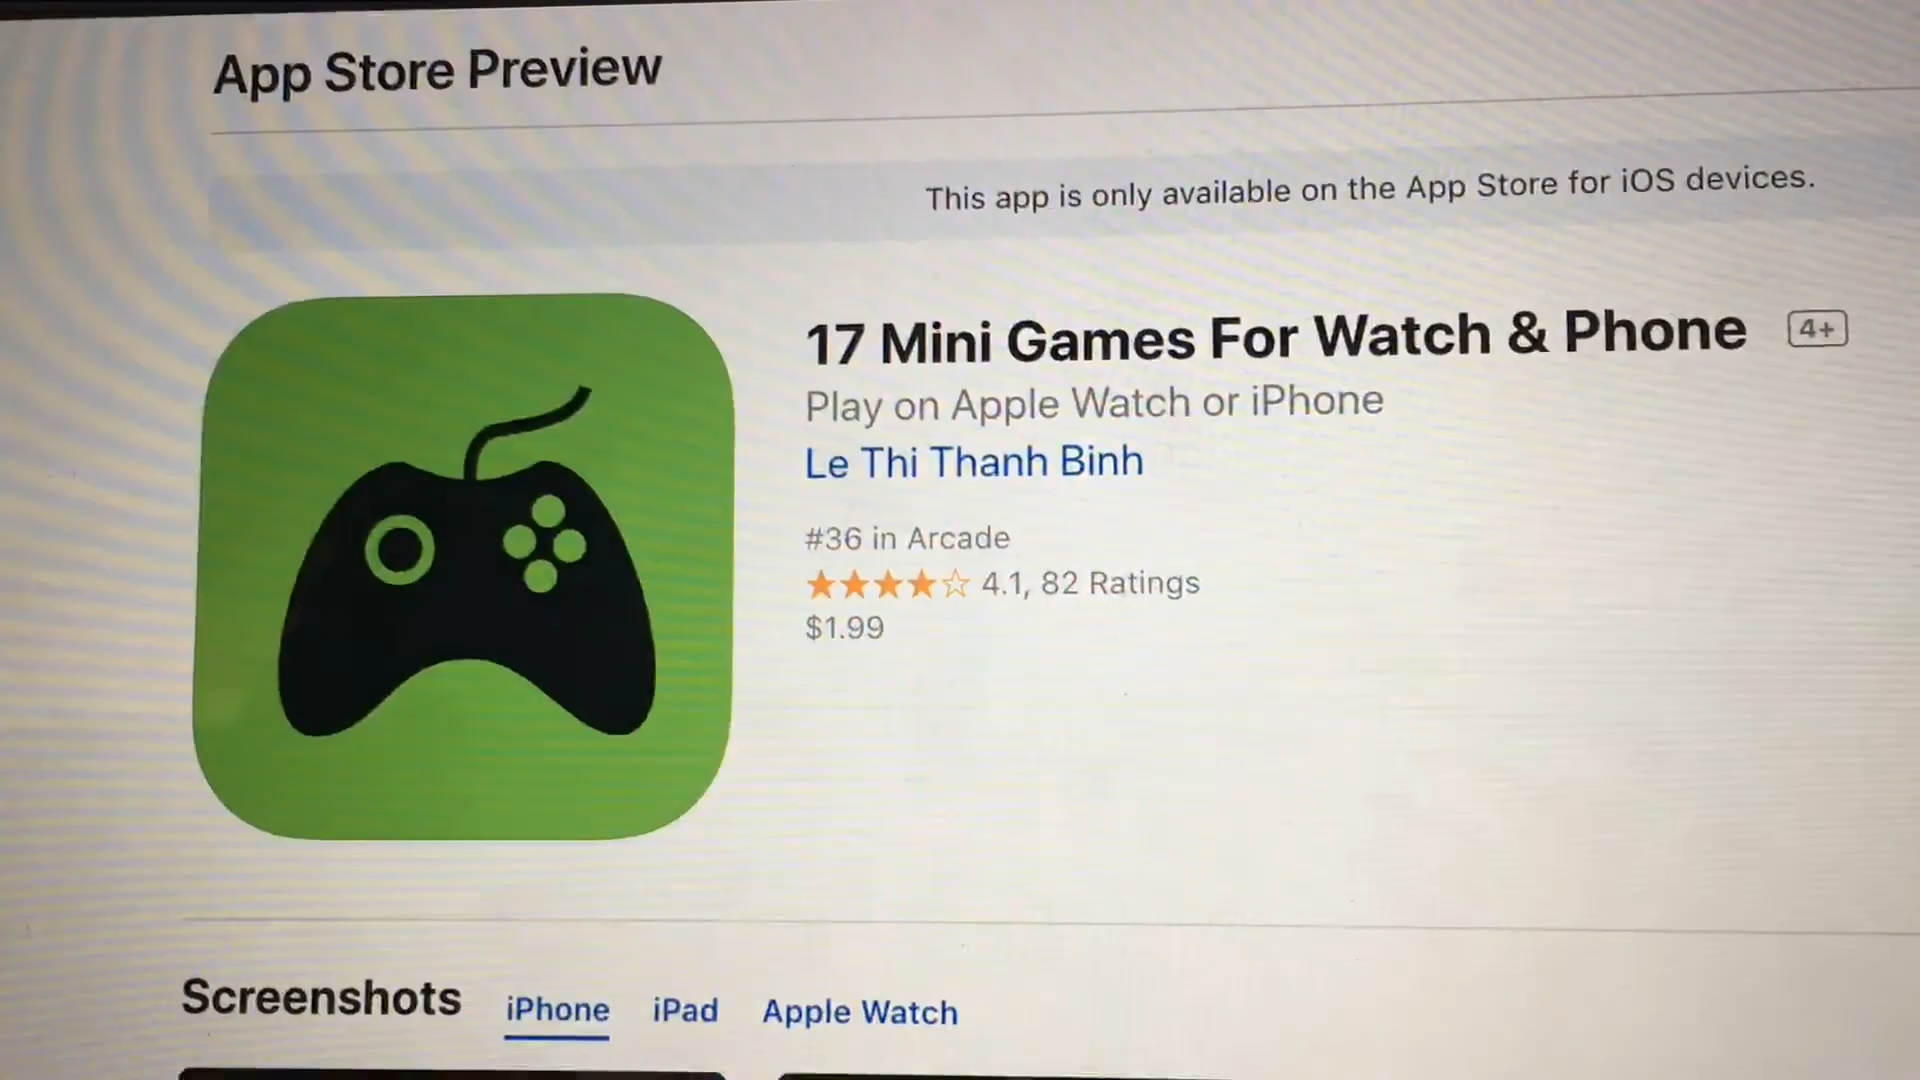 App Store Preview
This app is only available on the App Store for iOS devices.
17 Mini Games For Watch & Phone 4+
Play on Apple Watch or iPhone
Le Thi Thanh Binh
#36 in Arcade
★★★★☆ 4.1, 82 Ratings
$1.99
Screenshots iPhone iPad Apple Watch